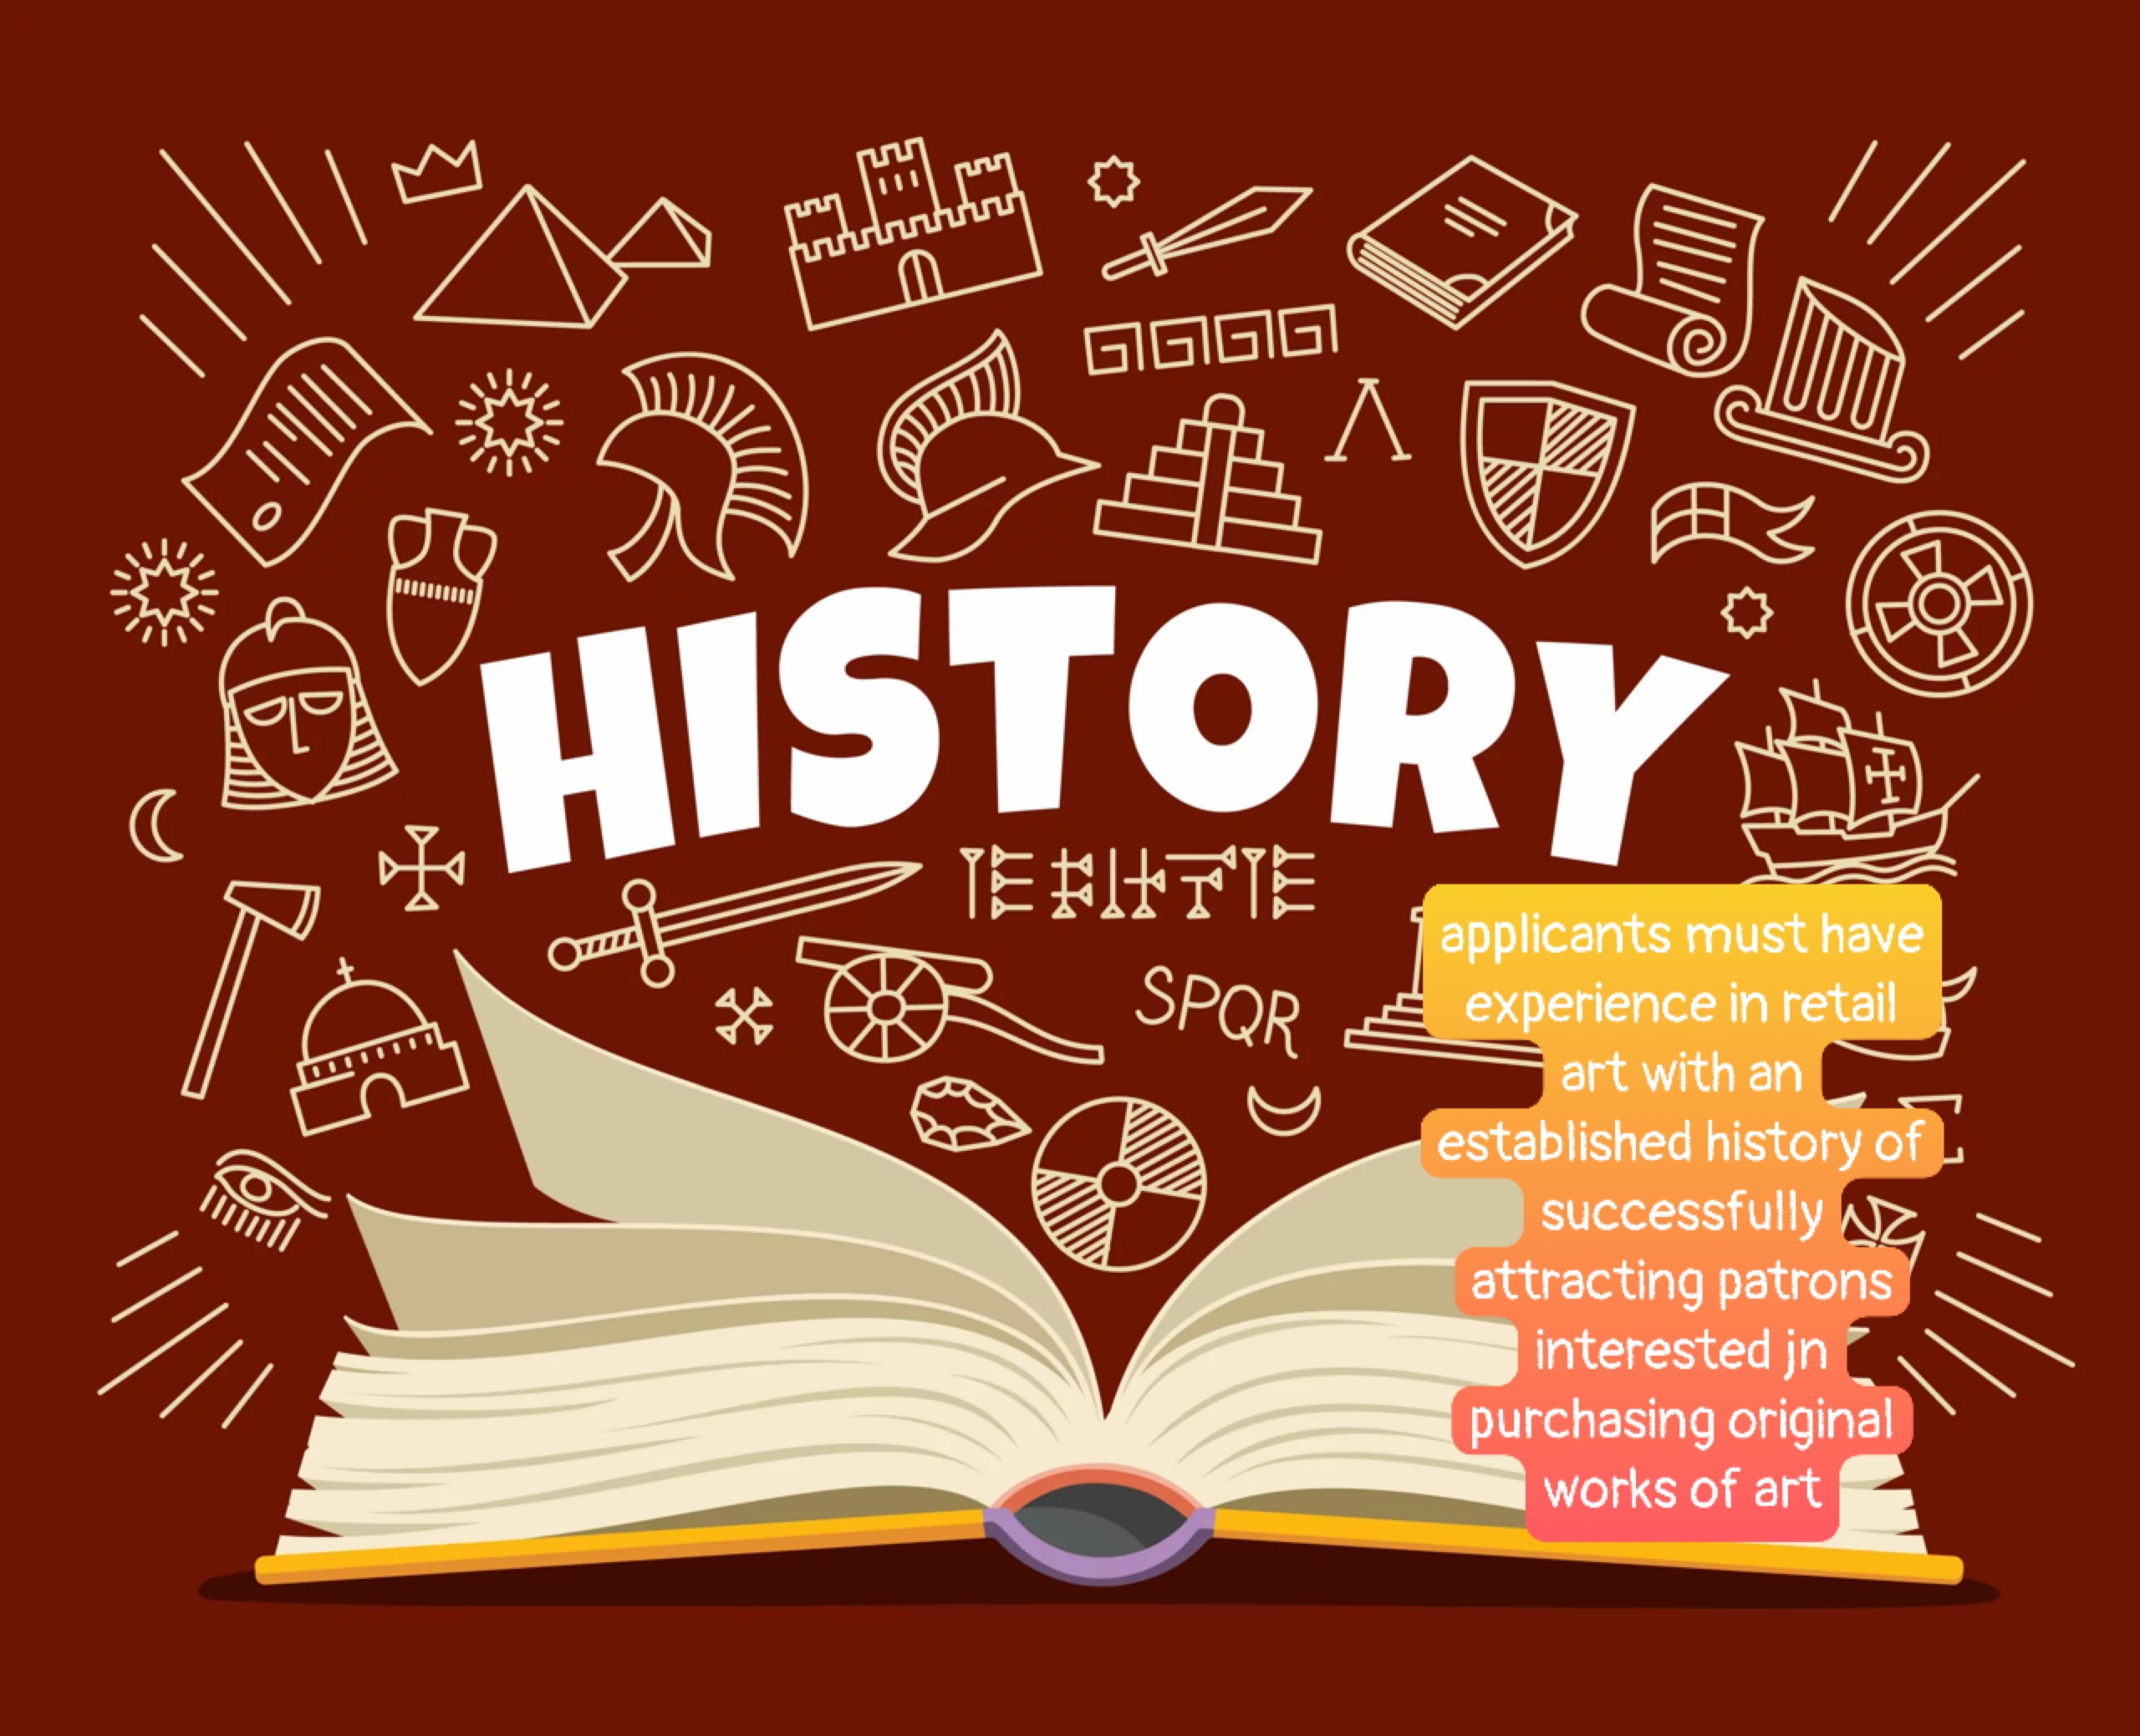 HISTORY
SPQR
applicants must have
experience in retail
art with an
established history of
successfully
attracting patrons
interested jn
purchasing original
works of art